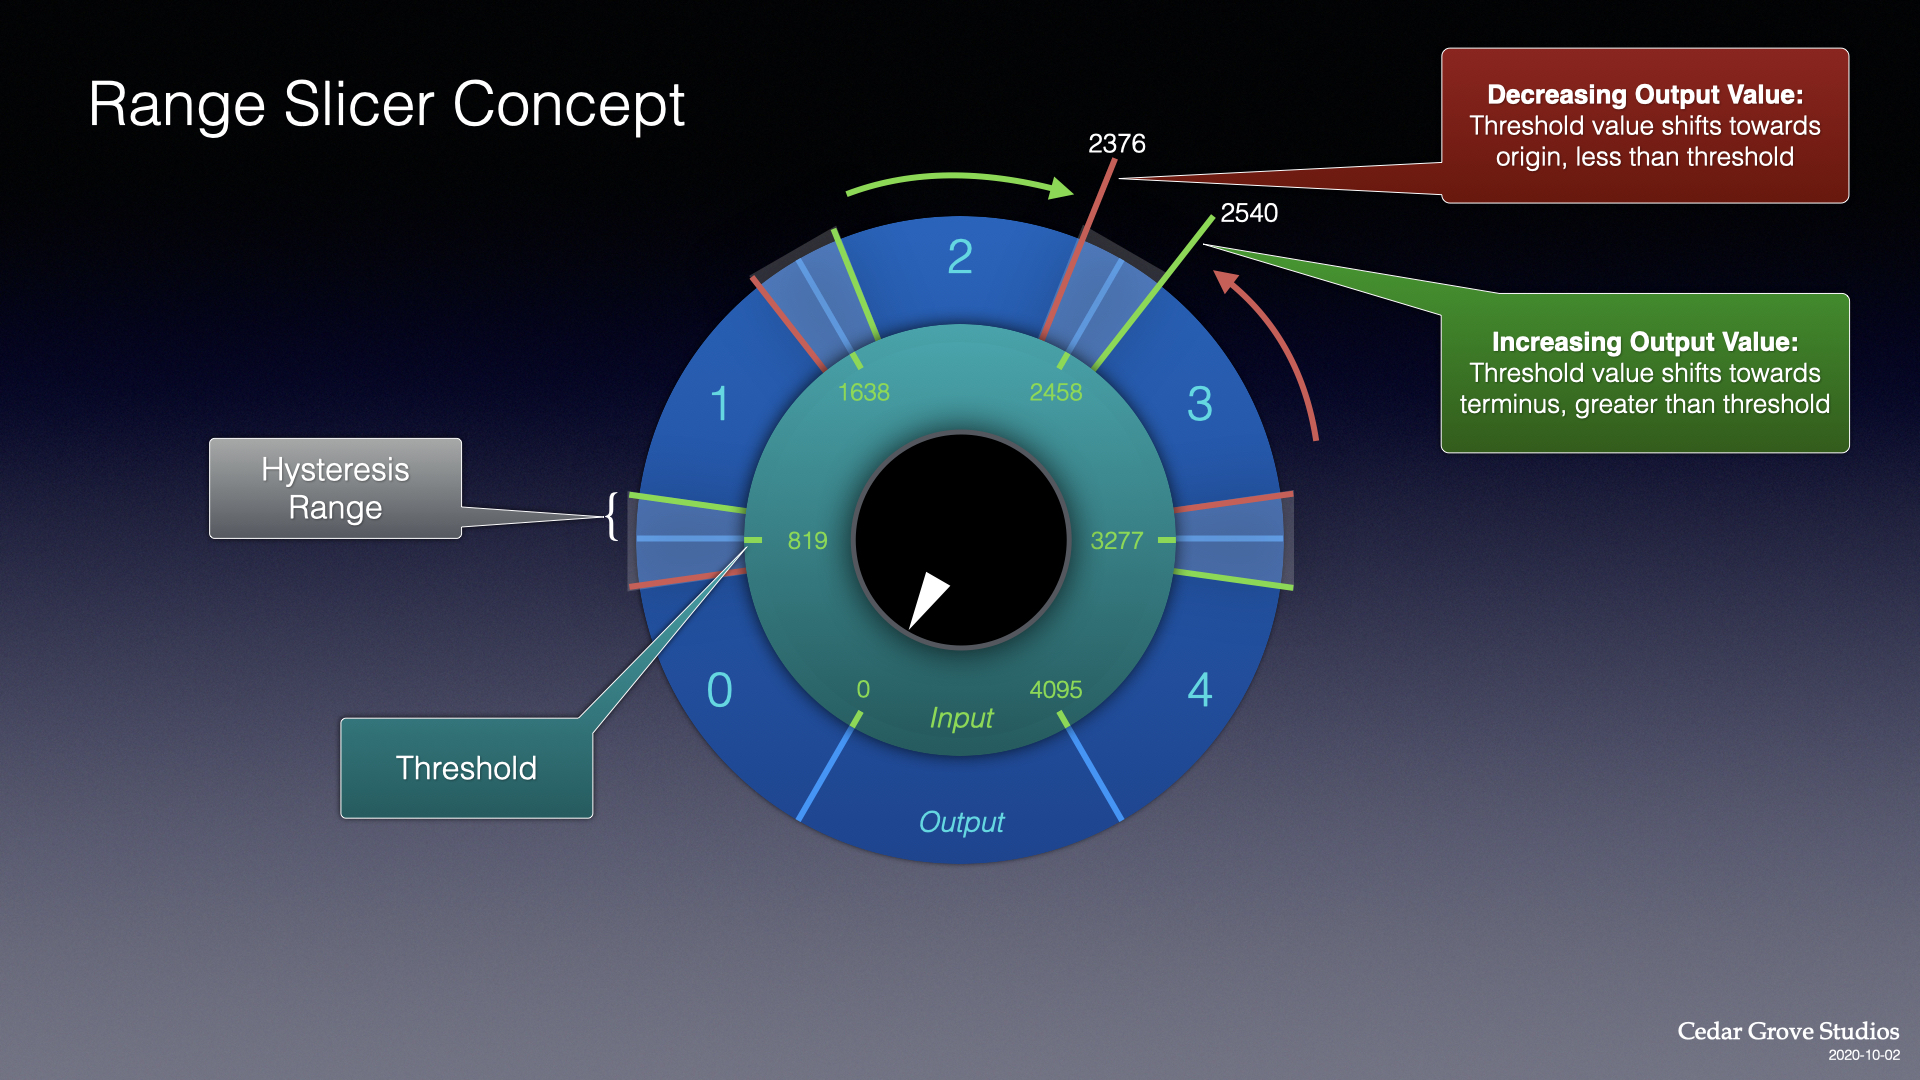 Range Slicer Concept
Decreasing Output Value:
Threshold value shifts towards
origin, less than threshold
2376
2540
Increasing Output Value:
Threshold value shifts towards
terminus, greater than threshold
2
1638
2458
1
3
Hysteresis
Range
{
819
3277
0
4
0
4095
Input
Threshold
Output
Cedar Grove Studios
2020-10-02